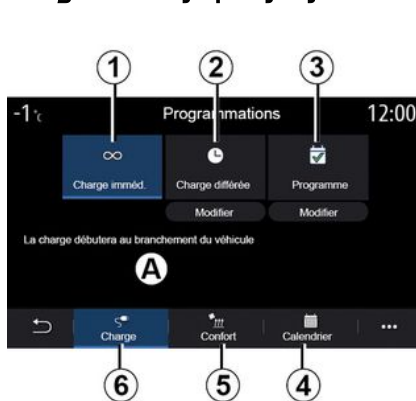 1 2 3
-1°c Programmations 12:00
Charge imméd. Charge différée Programme
Modifier Modifier
La charge débutera au branchement du véhicule
A
Charge Confort Calendrier
6 5 4